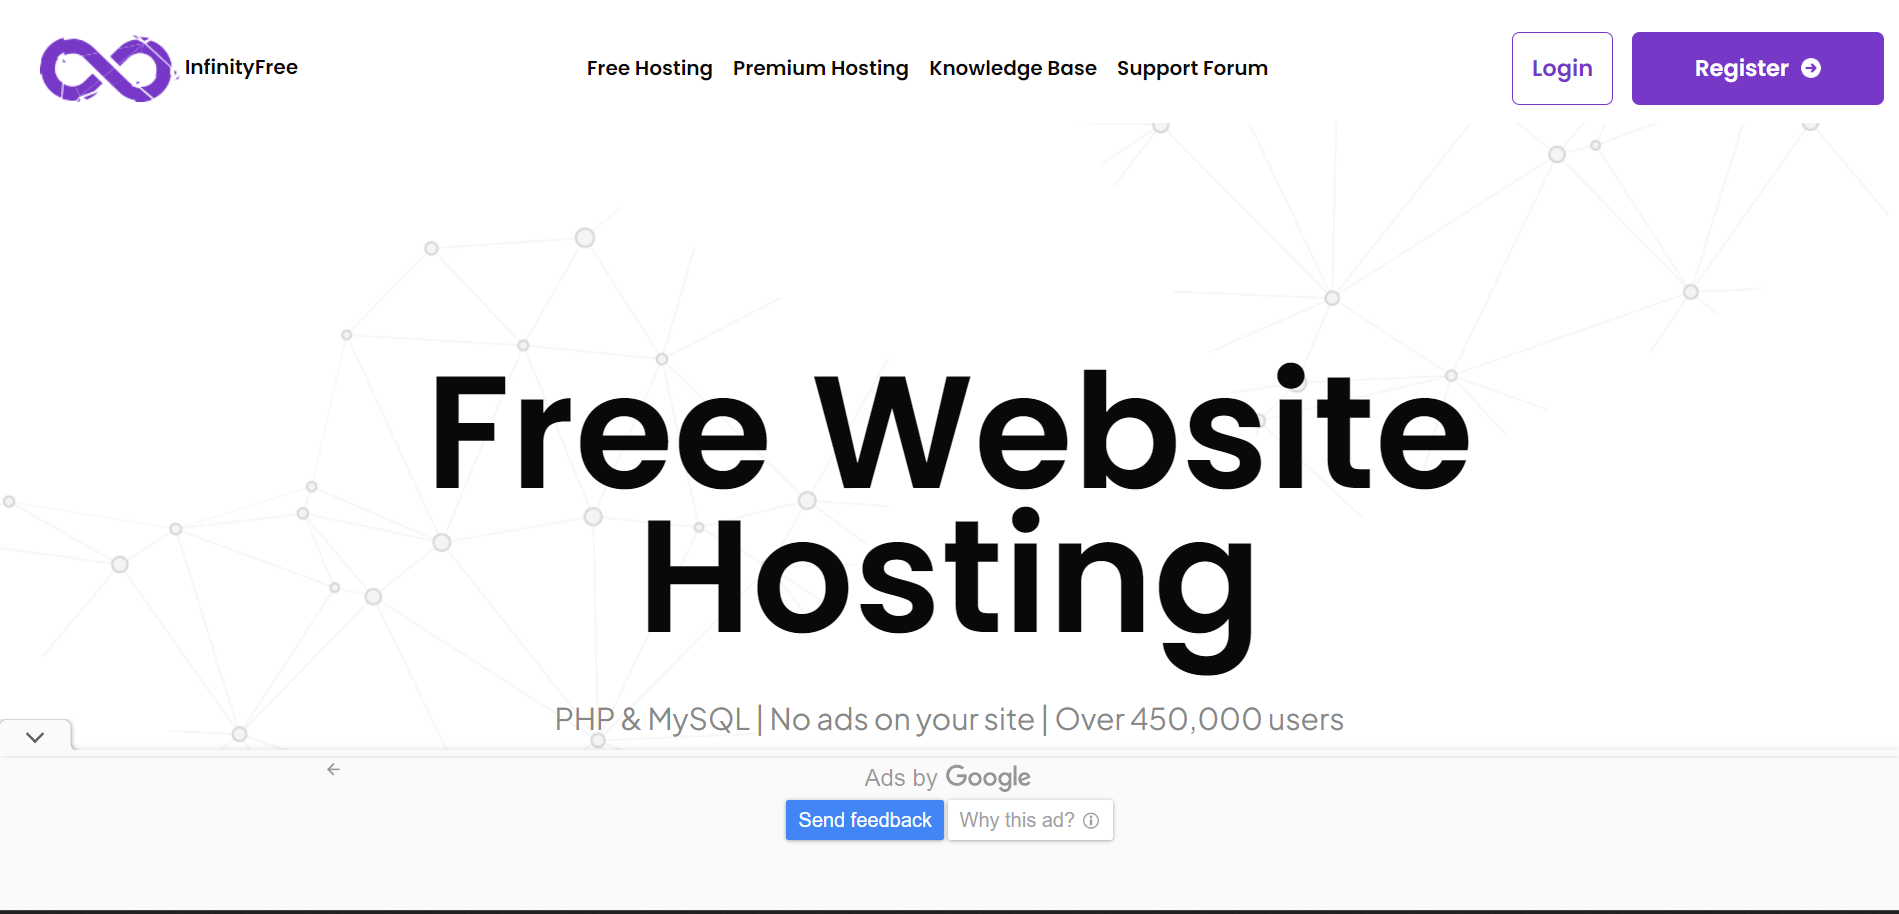 InfinityFree
Free Hosting Premium Hosting Knowledge Base Support Forum
Login
Register
Free Website
Hosting
PHP & MySQL | No ads on your site | Over 450,000 users
Ads by Google
Send feedback
Why this ad?